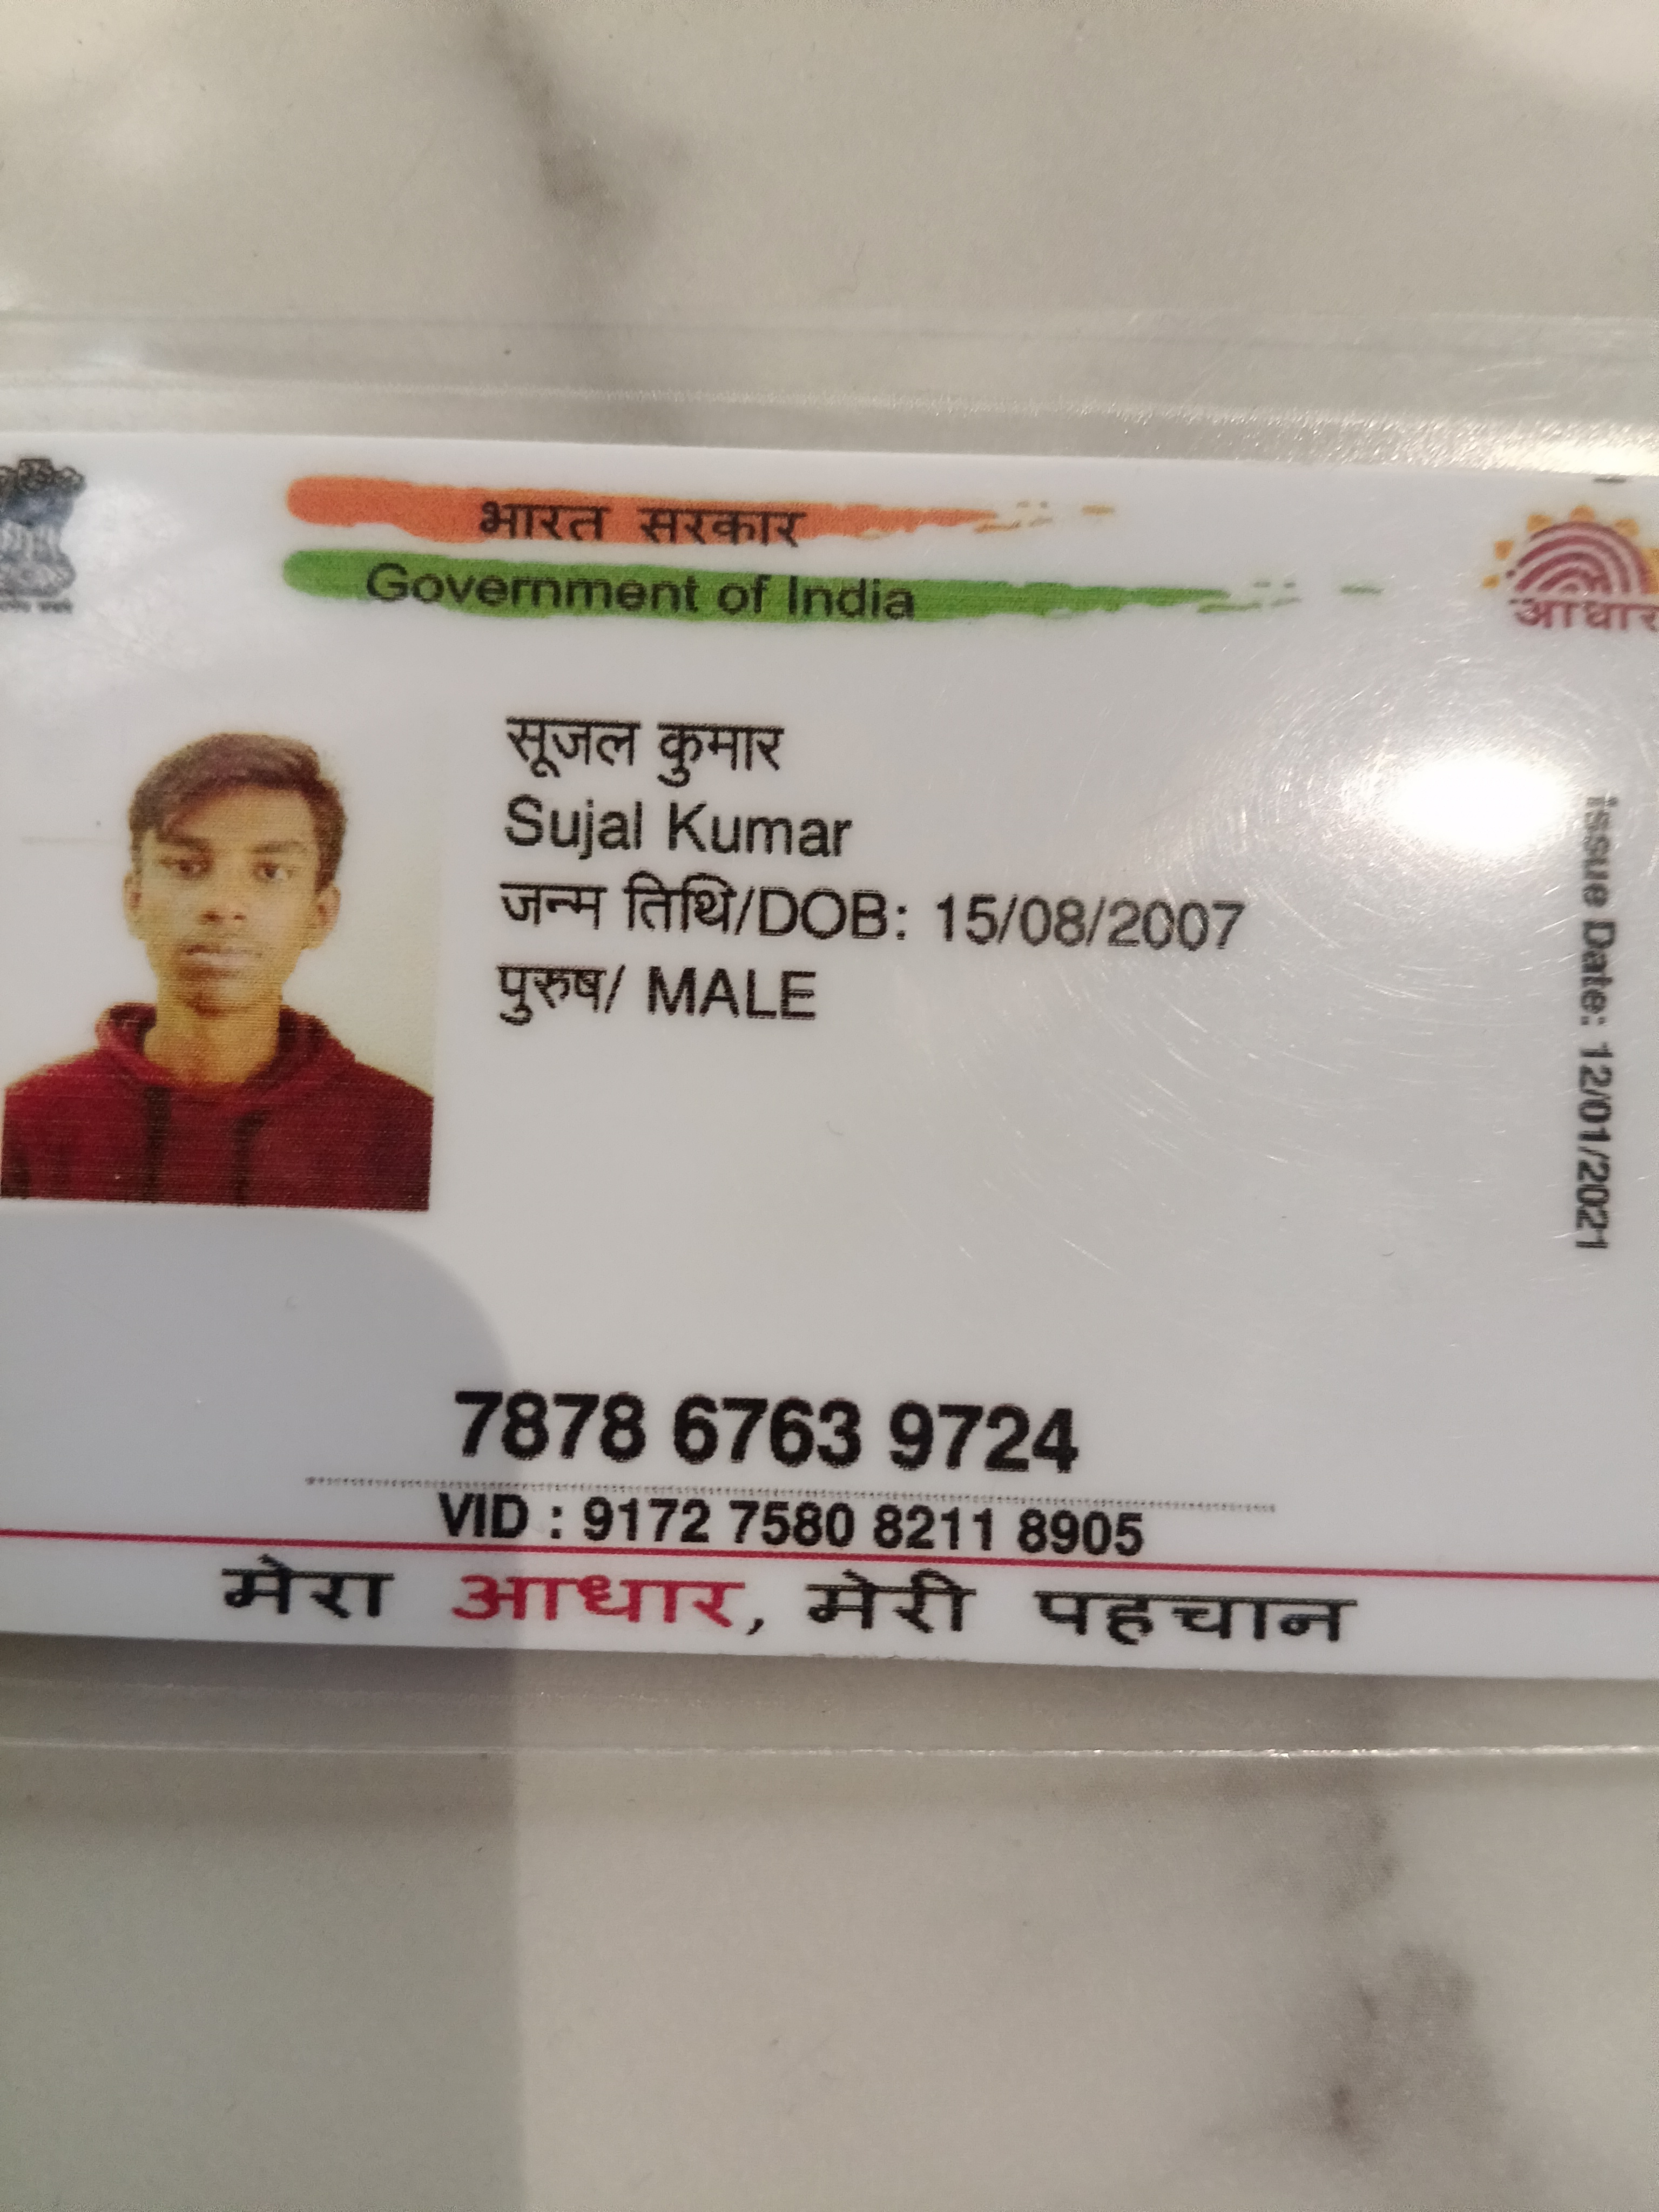 भारत सरकार
Government of India
आधार
सूजल कुमार
Sujal Kumar
जन्म तिथि/DOB: 15/08/2007
पुरुष/ MALE
Issue Date: 12/01/2021
7878 6763 9724
VID : 9172 7580 8211 8905
मेरा आधार, मेरी पहचान